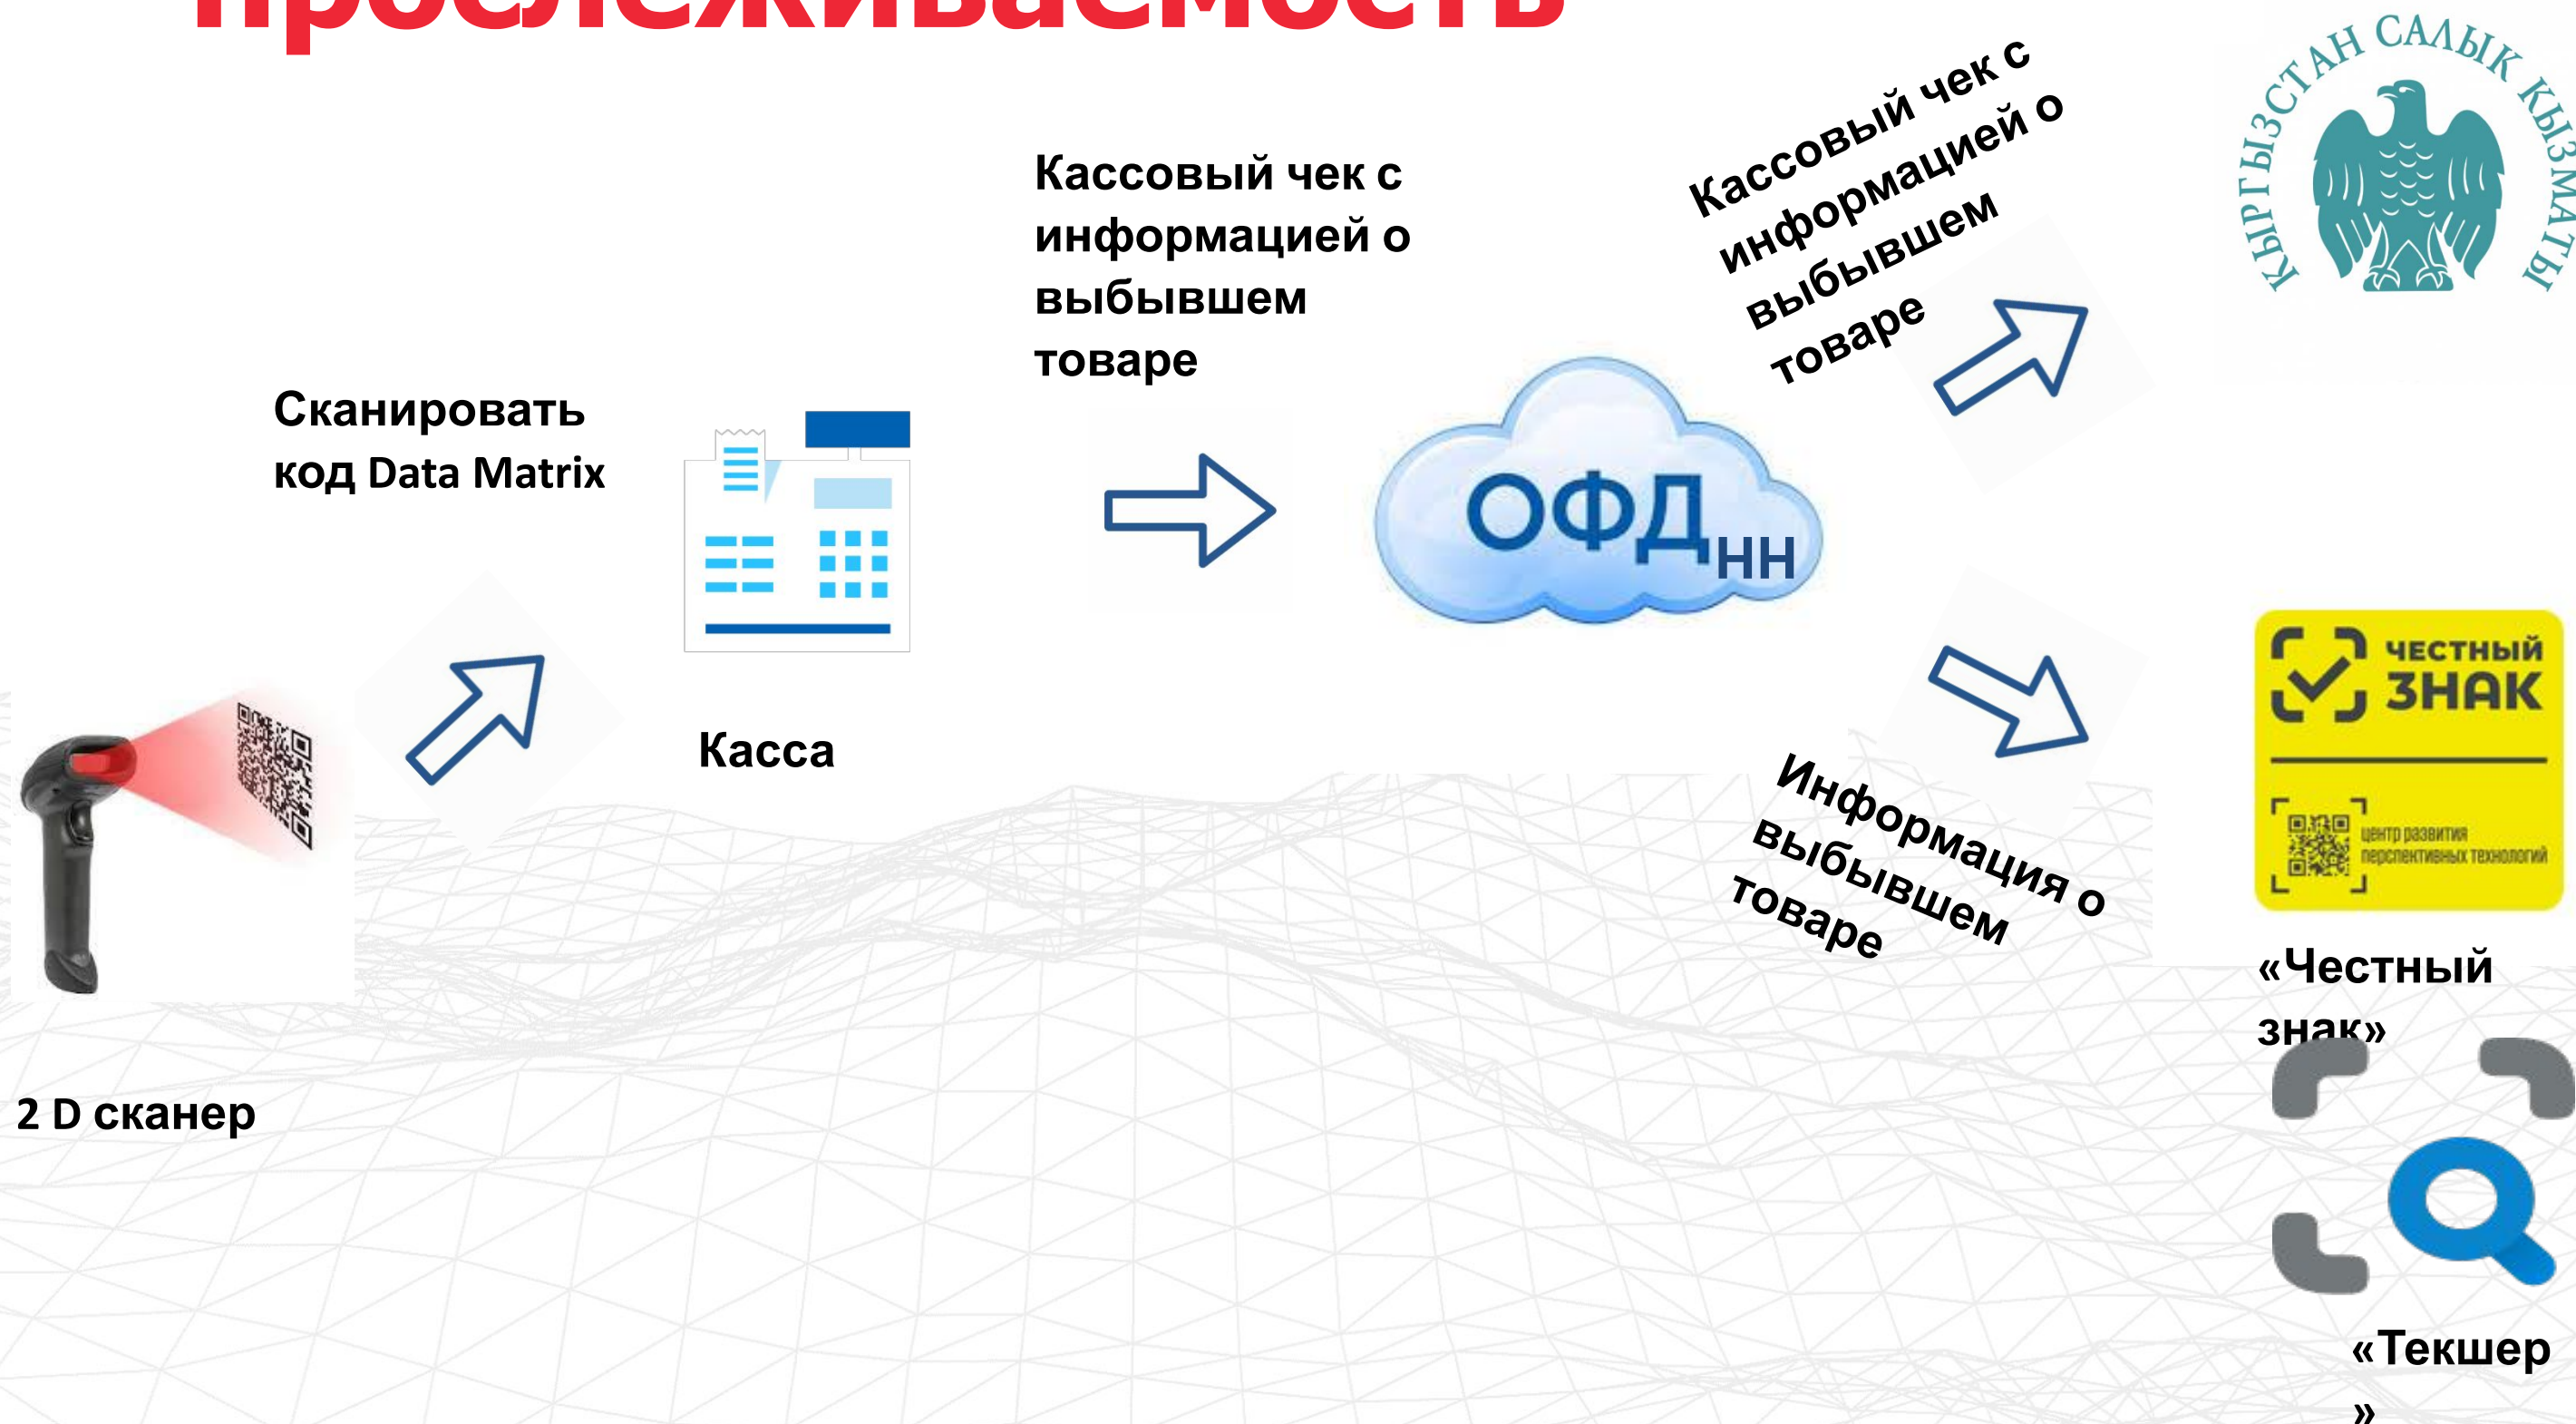 прослеживаемость
КЫРГЫЗСТАН САЛЫК КЫЗМАТЫ
Кассовый чек с
информацией о
выбывшем
товаре
Кассовый чек с
информацией о
выбывшем
товаре
Сканировать
код Data Matrix
ОФД
НН
Касса
Информация о
выбывшем
товаре
ЧЕСТНЫЙ
ЗНАК
центр развития
перспективных технологий
«Честный
знак»
2 D сканер
«Текшер
»